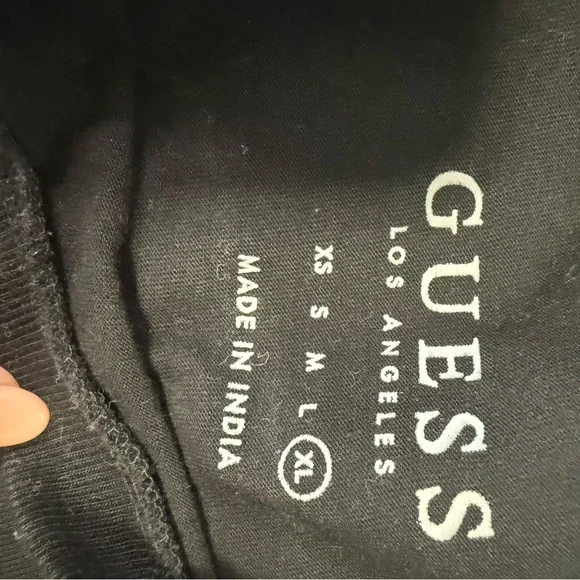 GUESS
LOS ANGELES
XS S M L XL
MADE IN INDIA